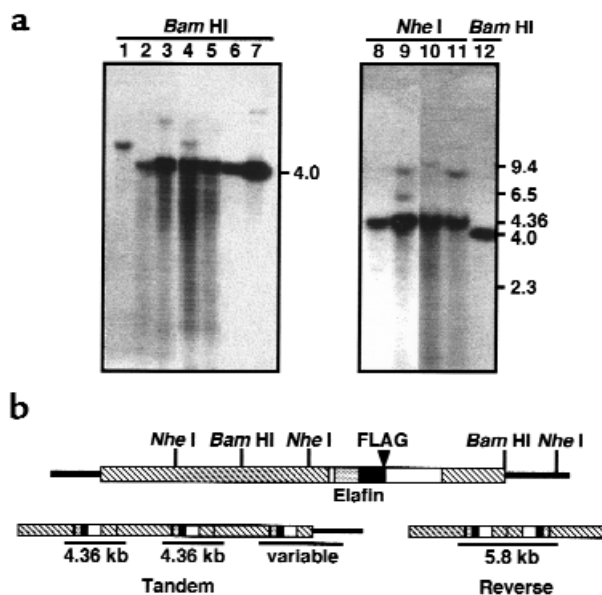 a
Bam HI
1 2 3 4 5 6 7
4.0
Nhe I Bam HI
8 9 10 11 12
9.4
6.5
4.36
4.0
2.3
b
Nhe I Bam HI Nhe I FLAG Bam HI Nhe I
Elafin
4.36 kb 4.36 kb variable 5.8 kb
Tandem Reverse